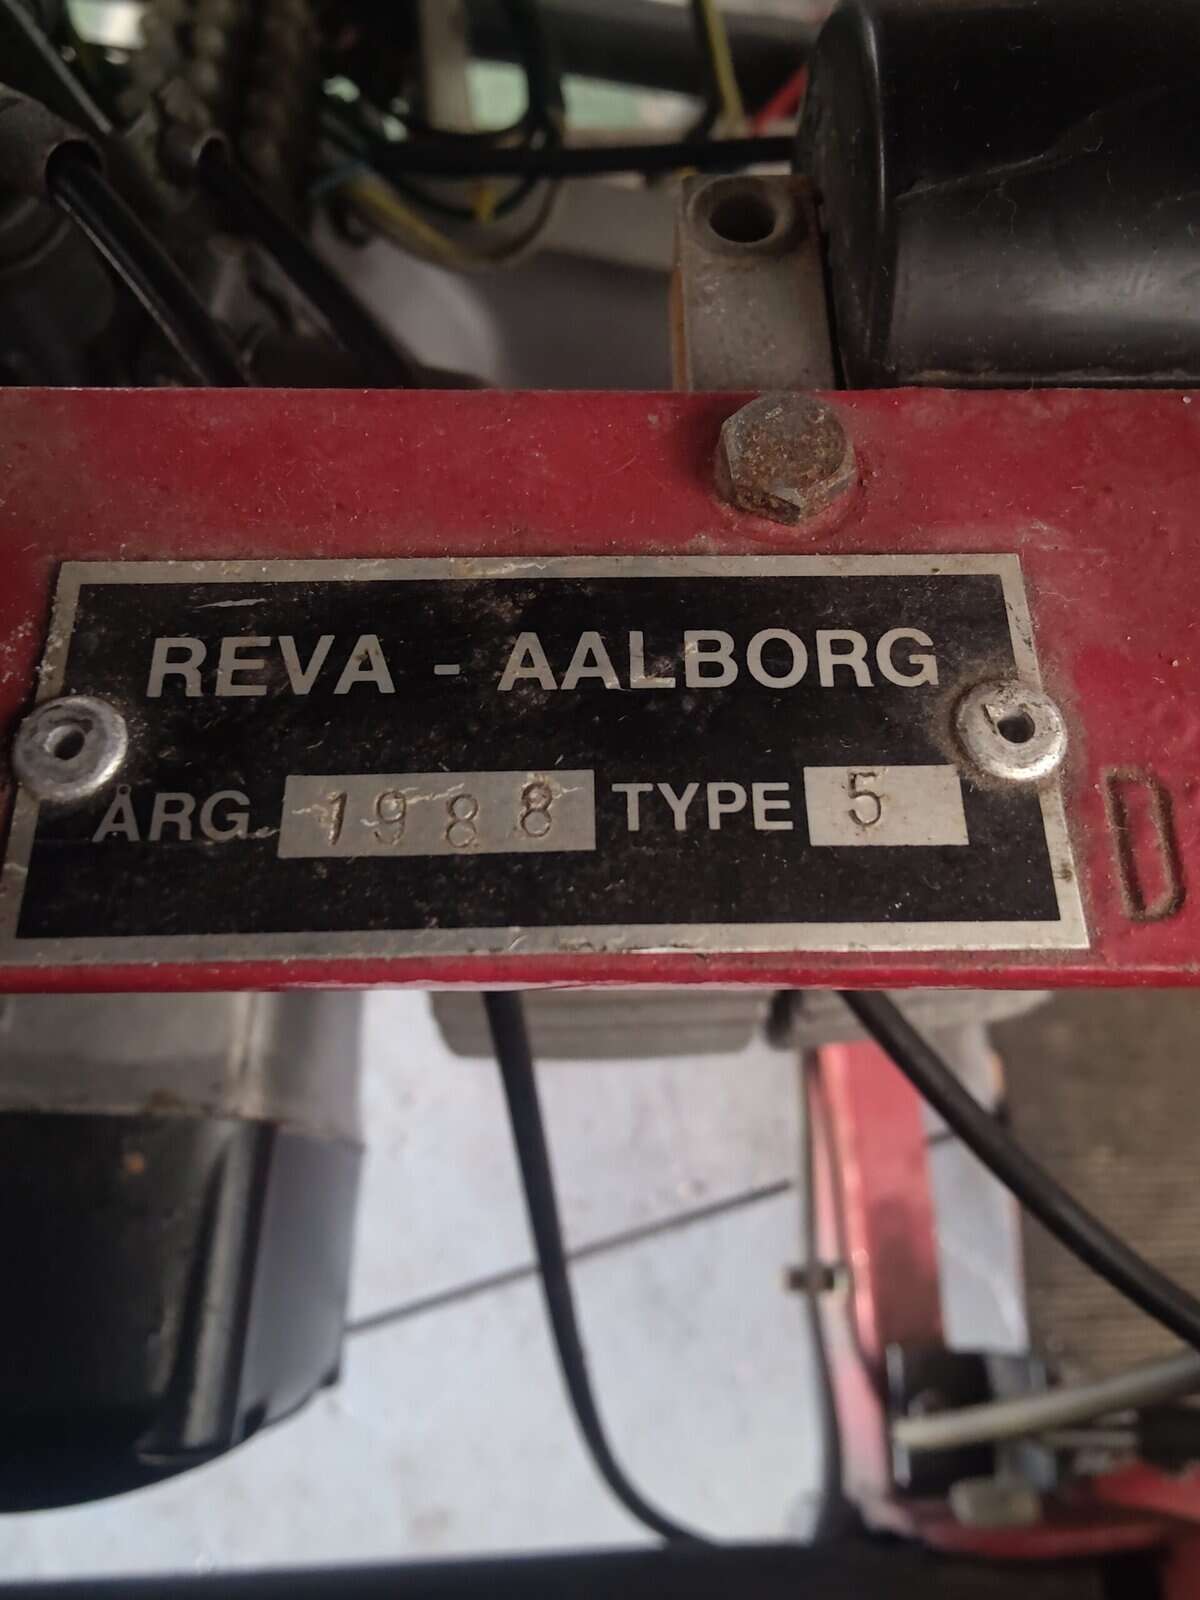 REVA - AALBORG
ÅRG. 1988 TYPE 5
D